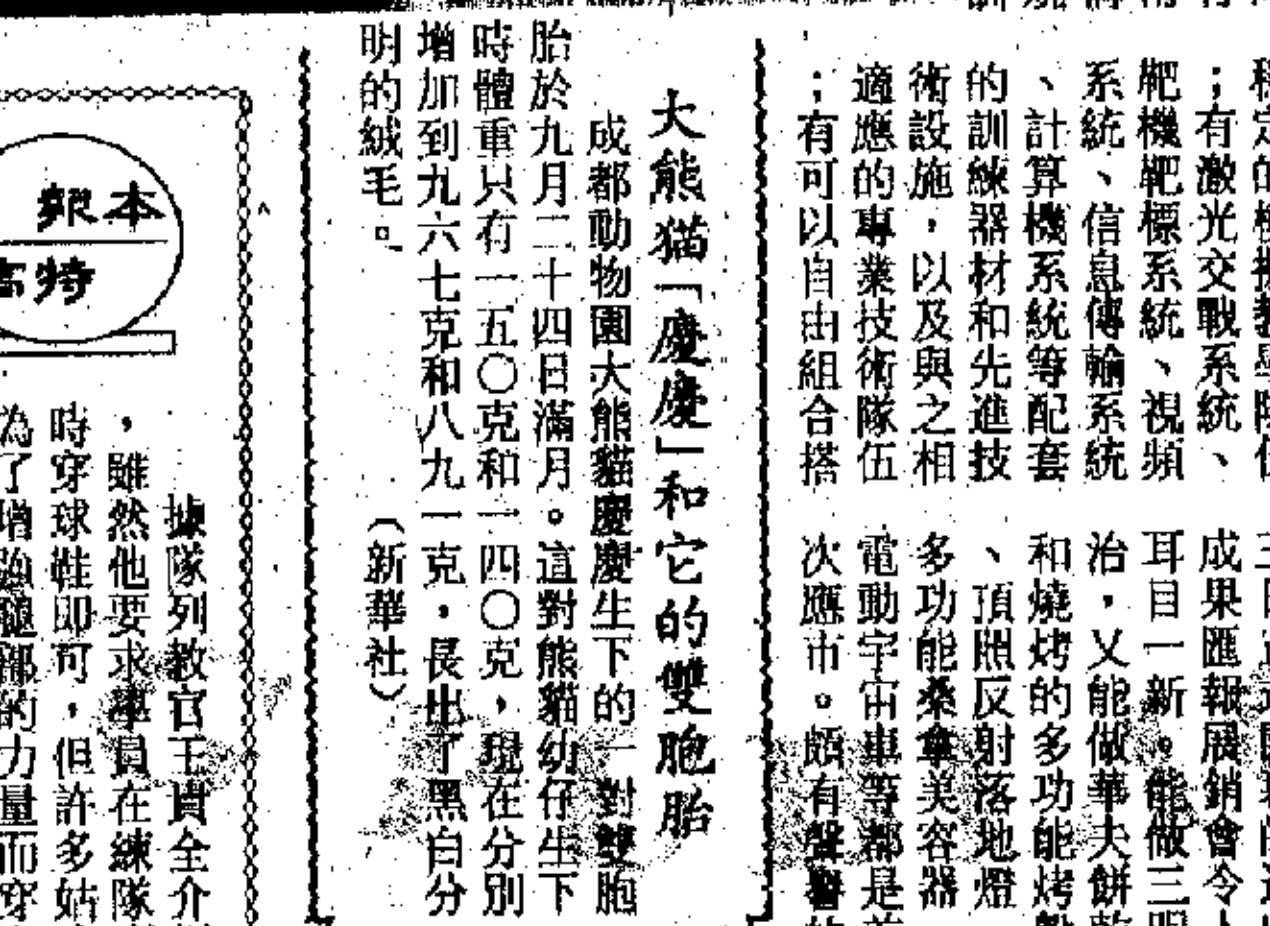 ；有激光交戰系統、
靶機靶標系統、視頻
系統、信息傳輸系統
、計算機系統等配套
的訓練器材和先進技
術設施，以及與之相
適應的專業技術隊伍
；有可以自由組合搭
成果匯報展銷會令人
耳目一新。能做三明
治，又能做華夫餅乾
和燒烤的多功能烤
、頂照反射落地燈
多功能桑拿美容器
電動宇宙車等都是首
次應市。頗有聲譽的
大熊猫「慶慶」和它的雙胞胎
成都動物園大熊貓慶慶生下的一對雙胞
胎於九月二十四日滿月。這對熊貓幼仔生下
時體重只有一五〇克和一四〇克，現在分別
增加到九六七克和八九一克，長出了黑白分
明的絨毛。
（新華社）
本報
特
據隊列教官王貴全介
，雖然他要求學員在練隊
時穿球鞋即可，但許多姑
為了增強腿部的力量而穿